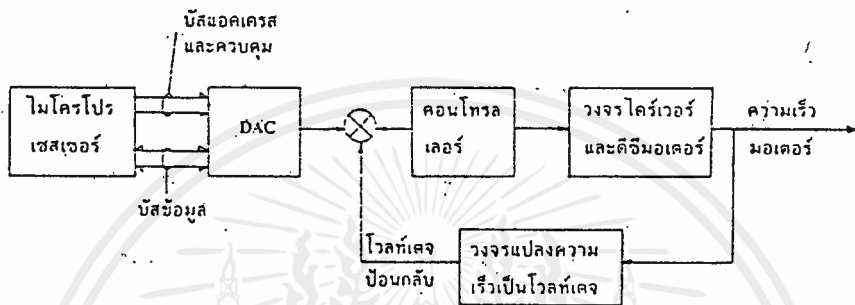 บัสแอดเดรส
และควบคุม
ไมโครโปร
เซสเซอร์
DAC
คอนโทรล
เลอร์
วงจรไดร์เวอร์
และดีซีมอเตอร์
ความเร็ว
มอเตอร์
บัสข้อมูล
โวลท์เตจ
ป้อนกลับ
วงจรแปลงความ
เร็วเป็นโวลท์เตจ